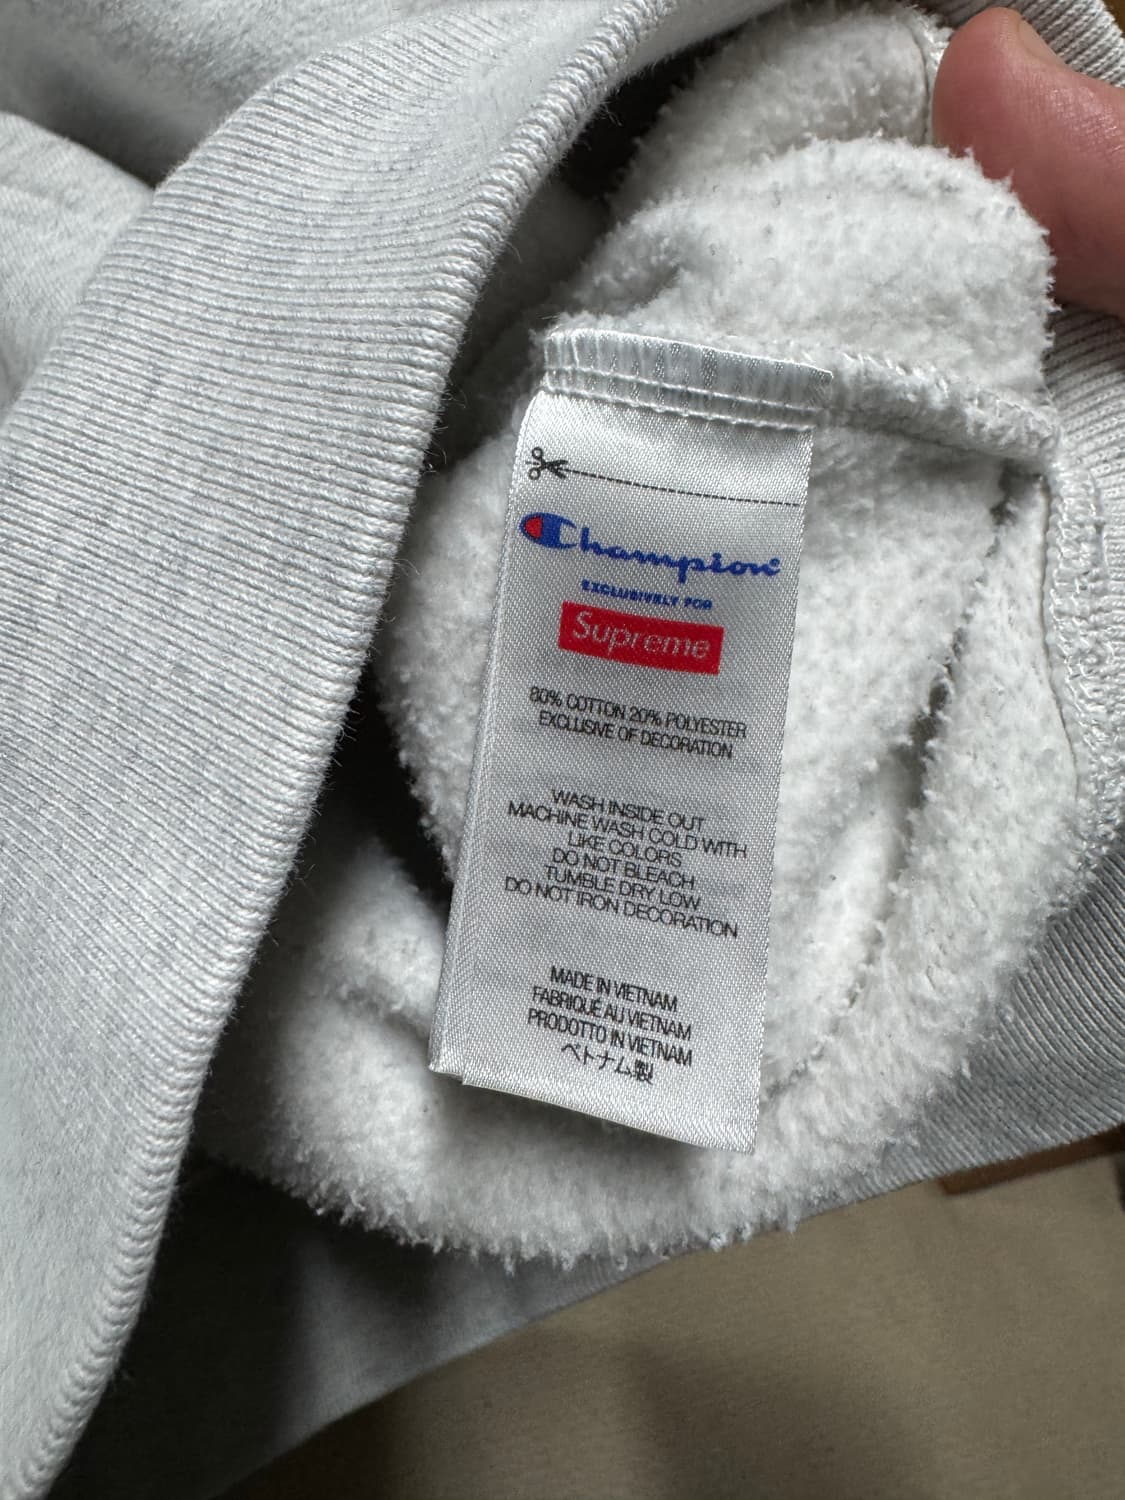 Champion
EXCLUSIVELY FOR
Supreme
80% COTTON 20% POLYESTER
EXCLUSIVE OF DECORATION
WASH INSIDE OUT
MACHINE WASH COLD WITH
LIKE COLORS
DO NOT BLEACH
TUMBLE DRY LOW
DO NOT IRON DECORATION
MADE IN VIETNAM
FABRIQUÉ AU VIETNAM
PRODOTTO IN VIETNAM
ベトナム製